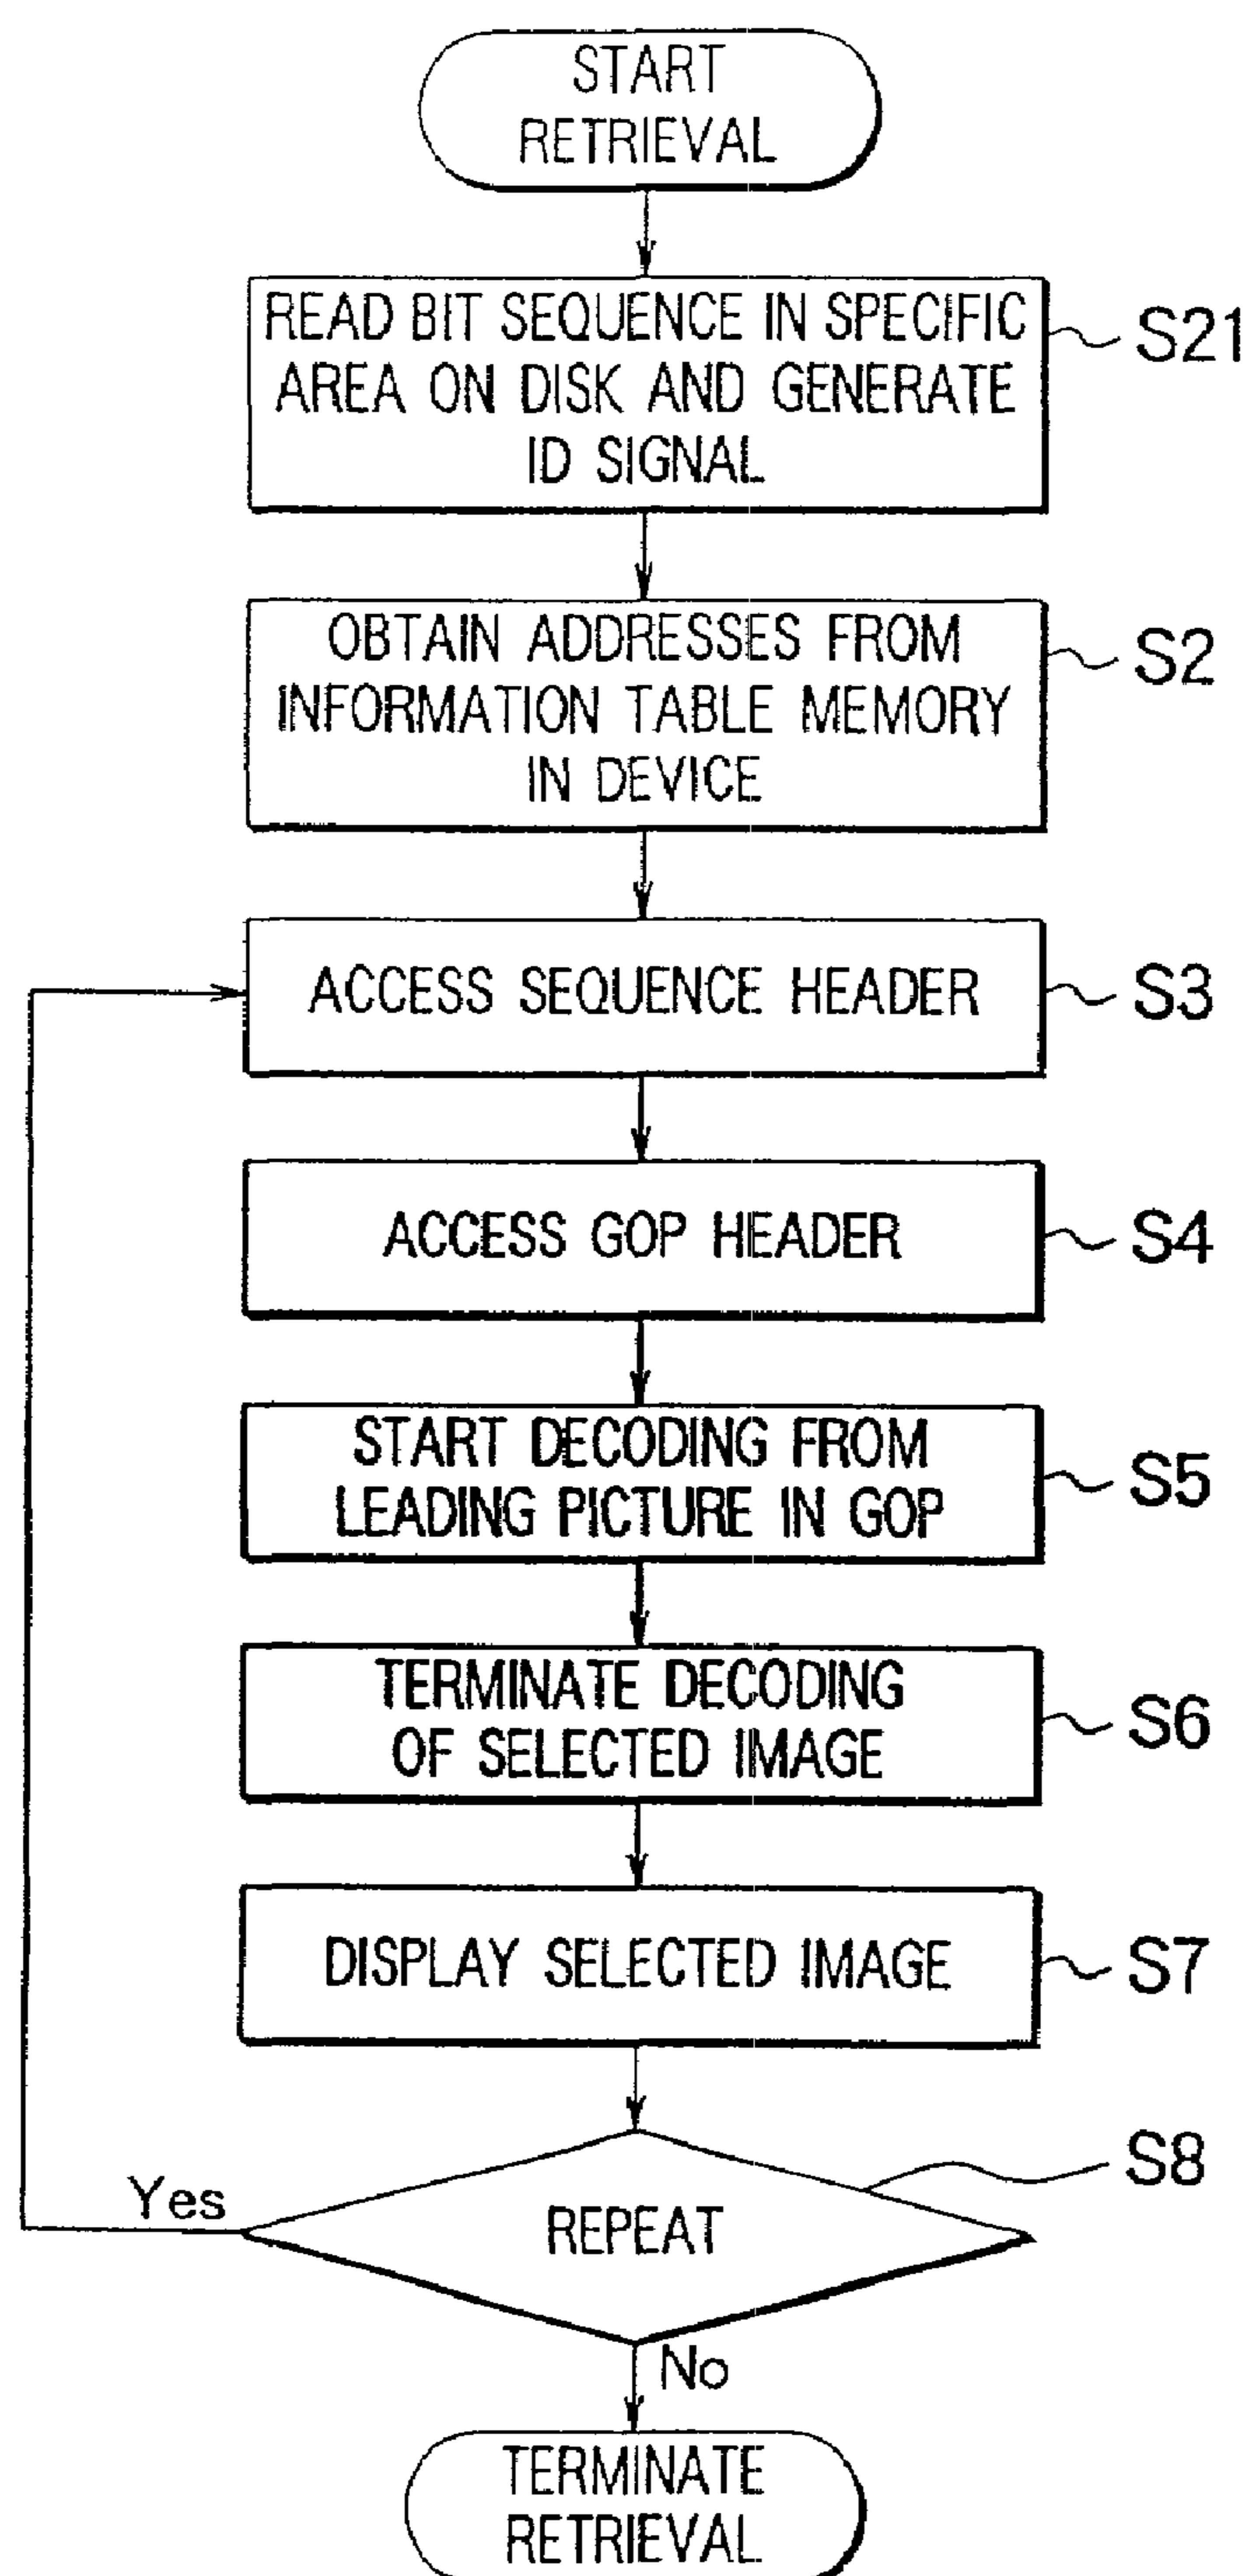 START
RETRIEVAL
READ BIT SEQUENCE IN SPECIFIC
AREA ON DISK AND GENERATE
ID SIGNAL
S21
OBTAIN ADDRESSES FROM
INFORMATION TABLE MEMORY
IN DEVICE
S2
ACCESS SEQUENCE HEADER
S3
ACCESS GOP HEADER
S4
START DECODING FROM
LEADING PICTURE IN GOP
S5
TERMINATE DECODING
OF SELECTED IMAGE
S6
DISPLAY SELECTED IMAGE
S7
S8
Yes
REPEAT
No
TERMINATE
RETRIEVAL